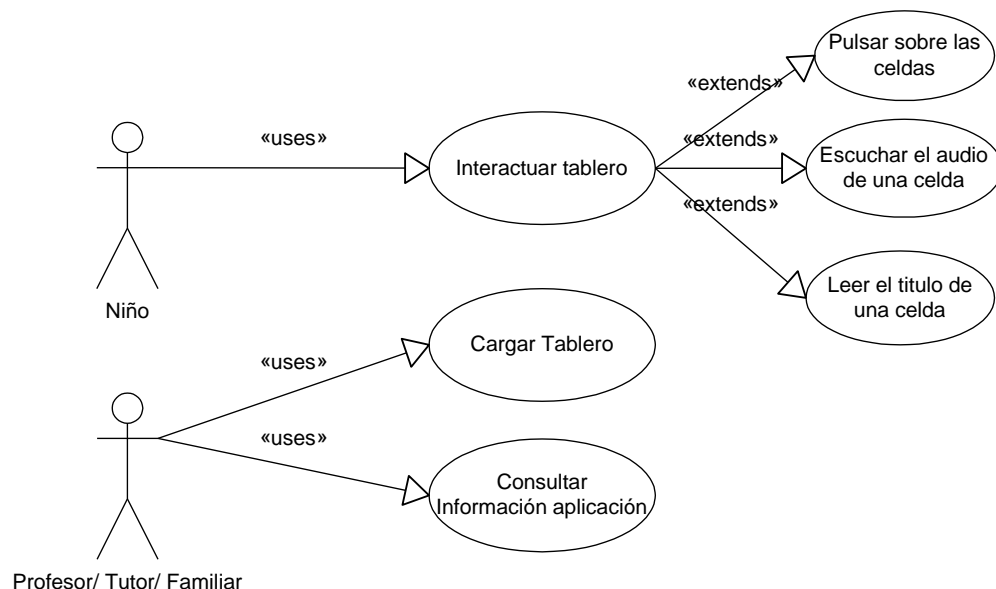 Pulsar sobre las
celdas
«extends»
«uses»
Interactuar tablero
«extends»
Escuchar el audio
de una celda
«extends»
Leer el titulo de
una celda
Niño
«uses»
Cargar Tablero
«uses»
Consultar
Información aplicación
Profesor/ Tutor/ Familiar